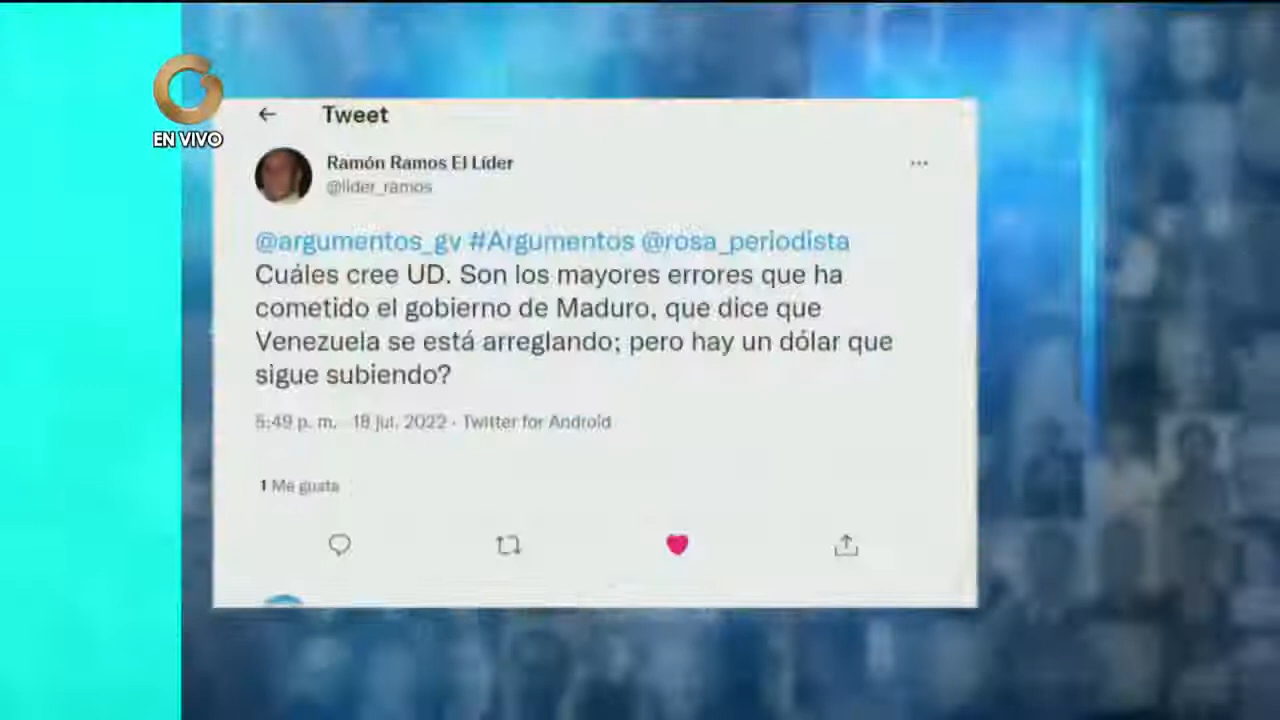 EN VIVO
Tweet
Ramón Ramos El Líder
@lider_ramos
@argumentos_gv #Argumentos @rosa_periodista
Cuáles cree UD. Son los mayores errores que ha
cometido el gobierno de Maduro, que dice que
Venezuela se está arreglando; pero hay un dólar que
sigue subiendo?
5:49 p. m. · 18 jul. 2022 · Twitter for Android
1 Me gusta